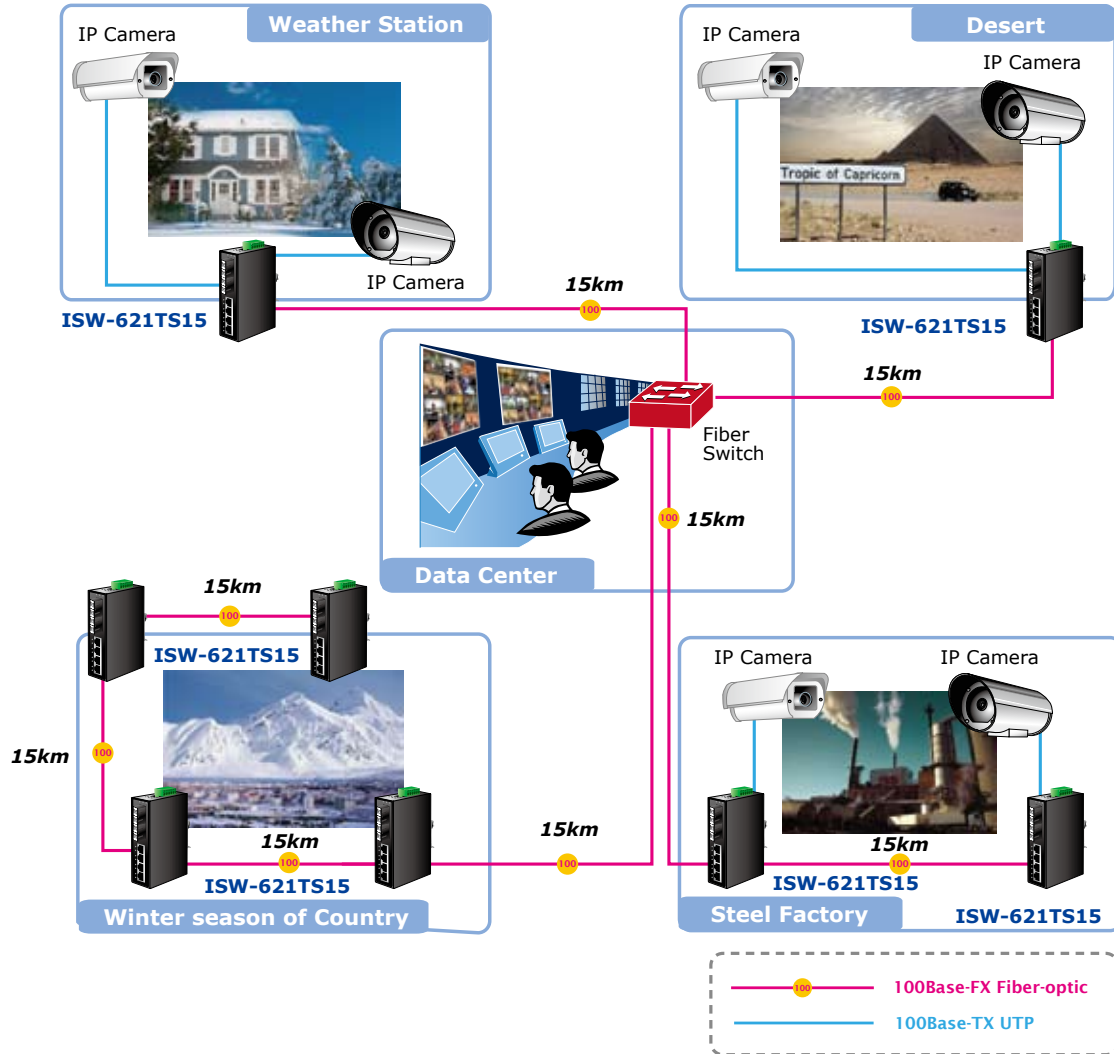 Weather Station
IP Camera
IP Camera
ISW-621TS15
Desert
IP Camera
IP Camera
Tropic of Capricorn
ISW-621TS15
15km
100
15km
100
Fiber
Switch
100
15km
Data Center
15km
100
ISW-621TS15
15km
100
15km
100
ISW-621TS15
Winter season of Country
15km
100
IP Camera
IP Camera
15km
100
ISW-621TS15
Steel Factory
ISW-621TS15
100
100Base-FX Fiber-optic
100Base-TX UTP